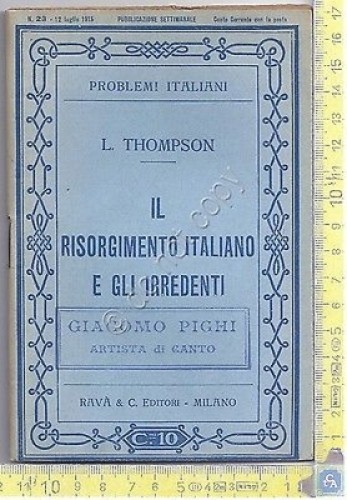 N. 23 - 12 Luglio 1915 PUBBLICAZIONE SETTIMANALE Conto Corrente con la posta
PROBLEMI ITALIANI
L. THOMPSON
IL
RISORGIMENTO ITALIANO
E GLI IRREDENTI
GIACOMO PIGHI
ARTISTA di CANTO
RAVÀ & C. EDITORI - MILANO
C. 10